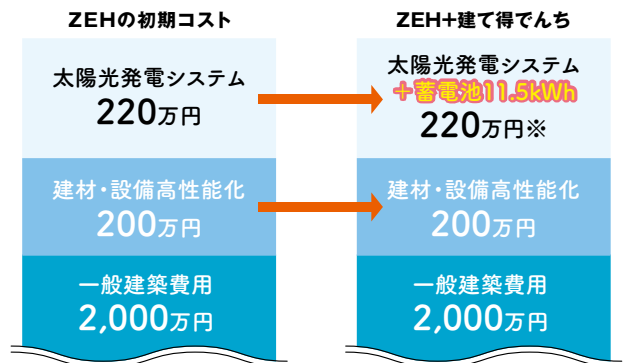 ZEHの初期コスト
太陽光発電システム
220万円
建材・設備高性能化
200万円
一般建築費用
2,000万円
ZEH+建て得でんち
太陽光発電システム
+蓄電池11.5kWh
220万円※
建材・設備高性能化
200万円
一般建築費用
2,000万円